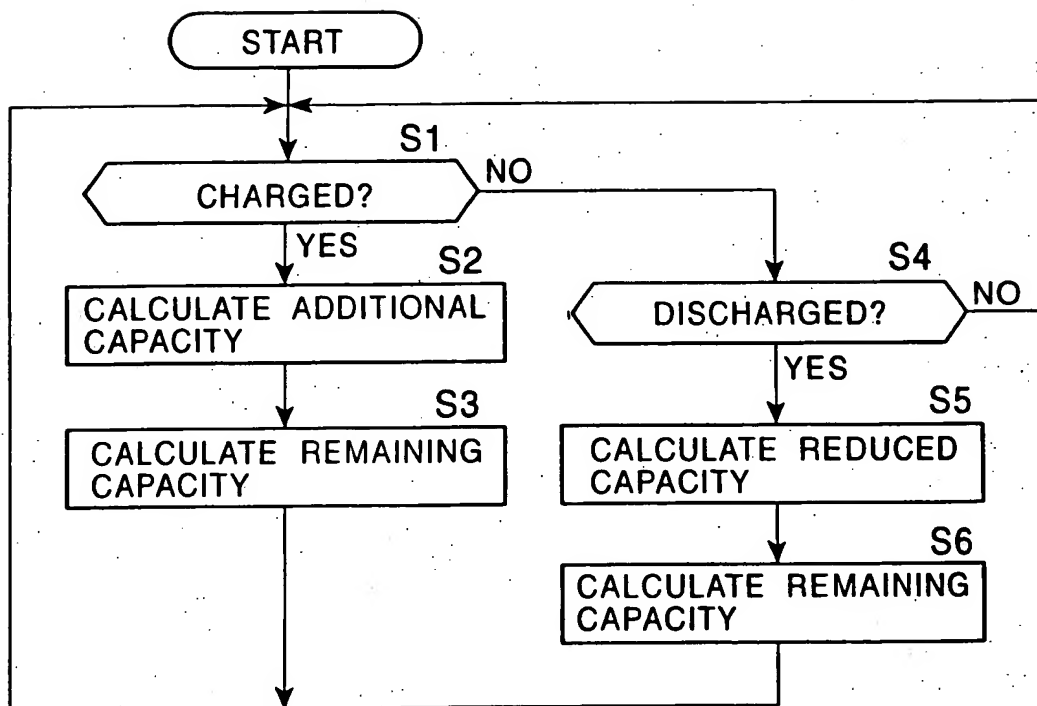 START
S1
CHARGED?
NO
YES
S2
CALCULATE ADDITIONAL
CAPACITY
S3
CALCULATE REMAINING
CAPACITY
S4
DISCHARGED?
NO
YES
S5
CALCULATE REDUCED
CAPACITY
S6
CALCULATE REMAINING
CAPACITY